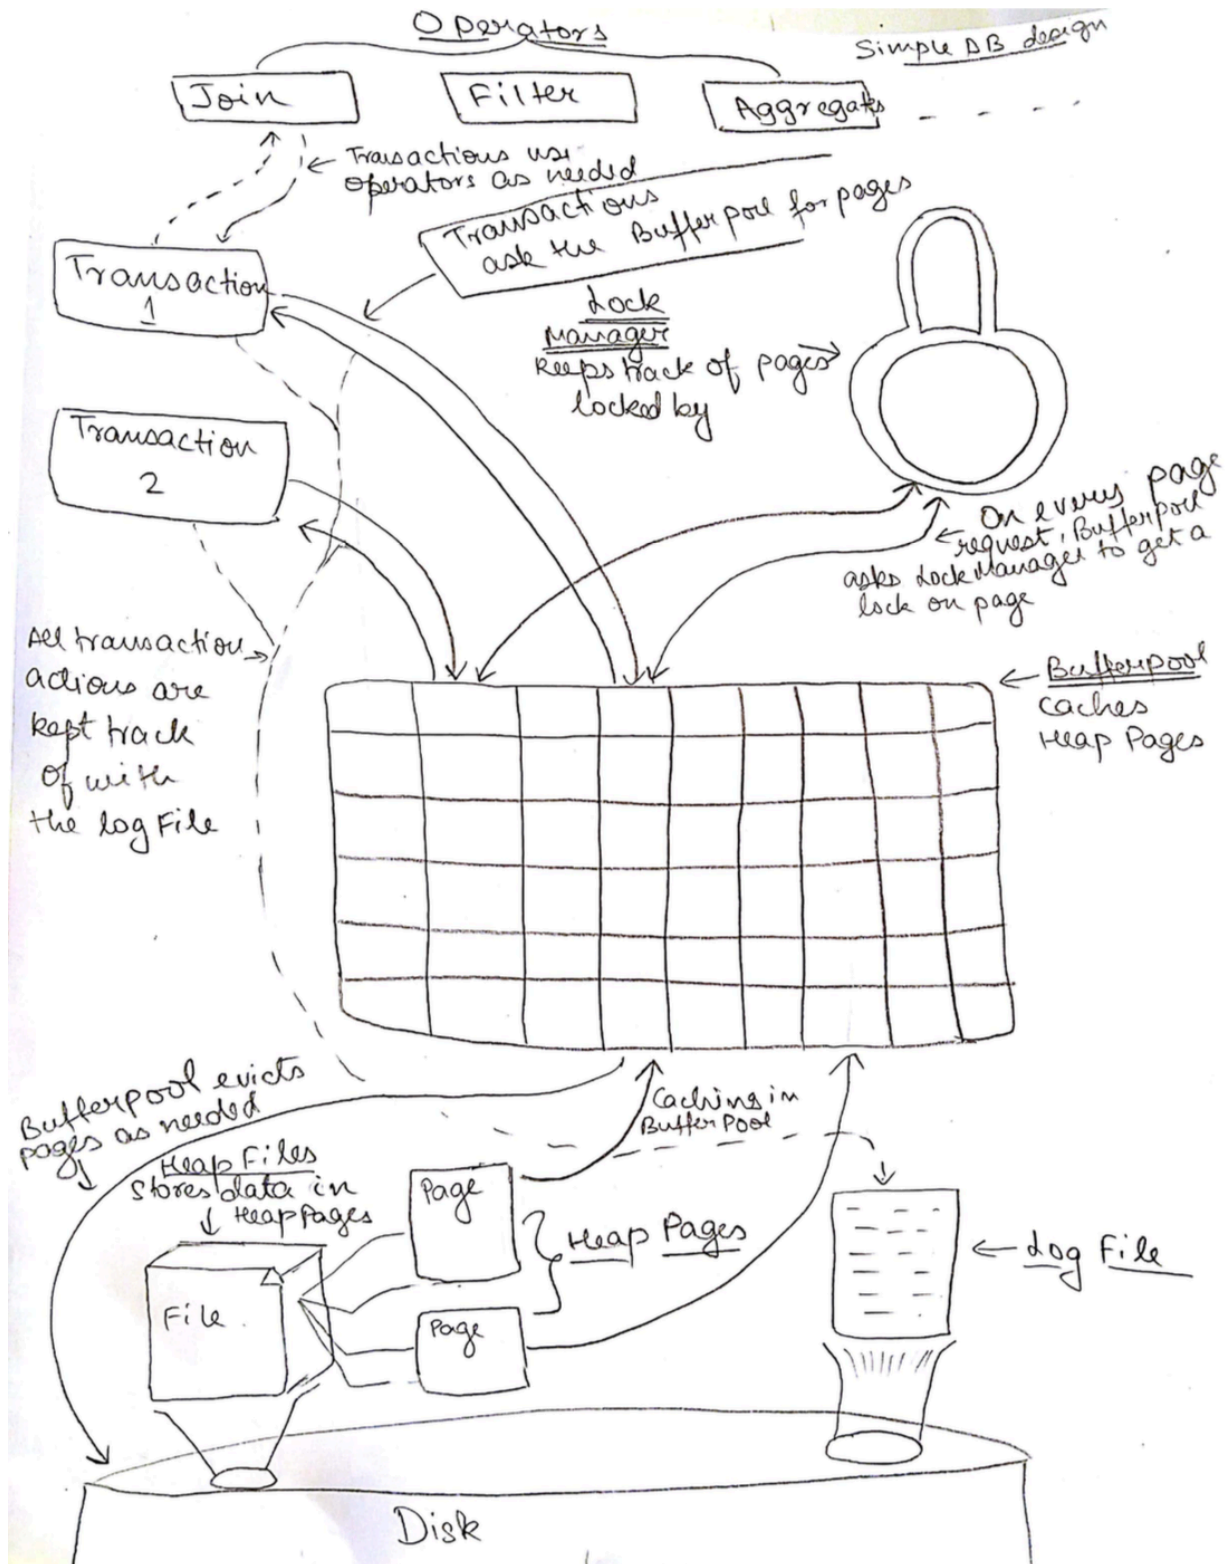 Operators
Simple DB design
Join
Filter
Aggregates
Transactions use
operators as needed
Transactions
ask the Bufferpool for pages
Transaction
1
Lock
Manager
Keeps track of pages
locked by
Transaction
2
On every page
request, Bufferpool
asks Lock Manager to get a
lock on page
All transaction
actions are
kept track
of with
the log File
Bufferpool
caches
Heap Pages
Bufferpool evicts
pages as needed
Caching in
Buffer Pool
Heap Files
Stores data in
Heap Pages
Page
Heap Pages
Log File
File
Page
Disk